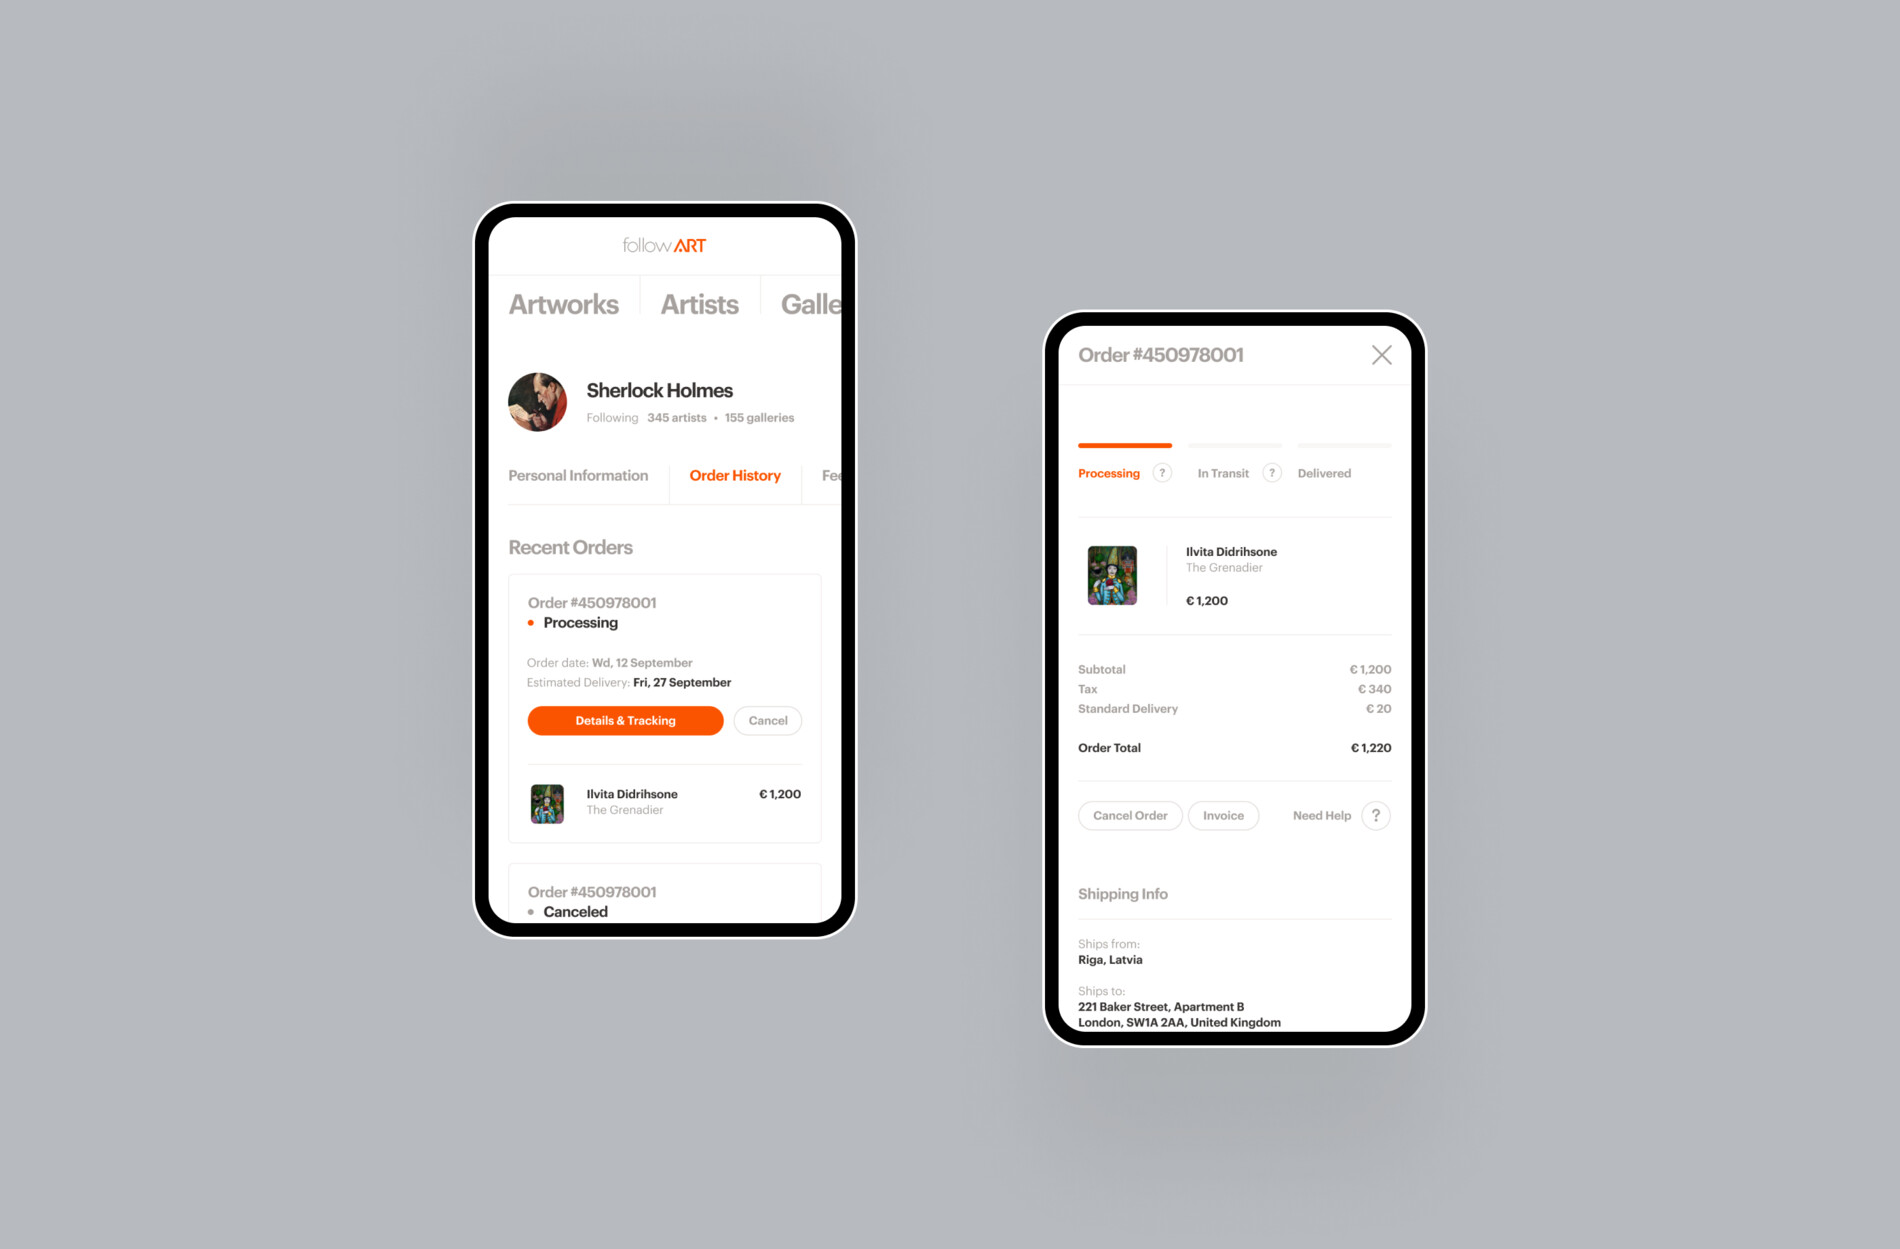 followART
Artworks Artists Galle
Sherlock Holmes
Following 345 artists • 155 galleries
Personal Information Order History Fee
Recent Orders
Order #450978001
Processing
Order date: Wd, 12 September
Estimated Delivery: Fri, 27 September
Details & Tracking Cancel
Ilvita Didrihsone € 1,200
The Grenadier
Order #450978001
Canceled
Order #450978001
Processing ? In Transit ? Delivered
Ilvita Didrihsone
The Grenadier
€ 1,200
Subtotal € 1,200
Tax € 340
Standard Delivery € 20
Order Total € 1,220
Cancel Order Invoice Need Help ?
Shipping Info
Ships from:
Riga, Latvia
Ships to:
221 Baker Street, Apartment B
London, SW1A 2AA, United Kingdom